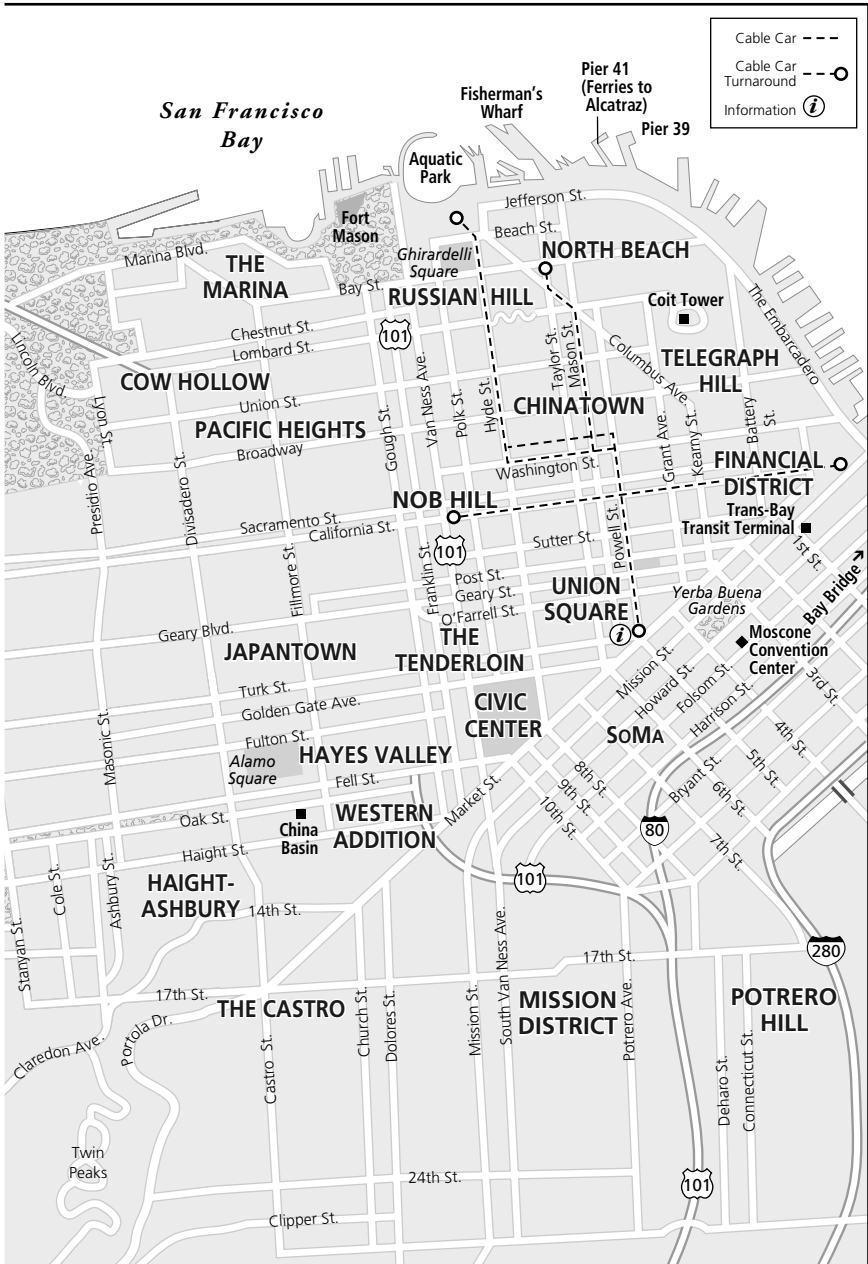 Cable Car
Cable Car
Turnaround
Information i
San Francisco
Bay
Fisherman's
Wharf
Pier 41
(Ferries to
Alcatraz)
Pier 39
Aquatic
Park
Fort
Mason
Jefferson St.
Beach St.
Ghirardelli
Square
NORTH BEACH
Marina Blvd.
THE
MARINA
Bay St.
RUSSIAN HILL
Coit Tower
The Embarcadero
101
Chestnut St.
Lombard St.
Lincoln Blvd.
COW HOLLOW
Van Ness Ave.
Polk St.
Hyde St.
Taylor St.
Mason St.
Columbus Ave.
TELEGRAPH
HILL
Lyon St.
Union St.
PACIFIC HEIGHTS
Broadway
Gough St.
CHINATOWN
Grant Ave.
Kearny St.
Battery
St.
Presidio Ave.
Divisadero St.
Washington St.
FINANCIAL
DISTRICT
NOB HILL
Trans-Bay
Transit Terminal
Sacramento St.
California St.
Fillmore St.
Franklin St.
101
Sutter St.
Powell St.
1st St.
Bay Bridge
Post St.
Geary St.
O'Farrell St.
UNION
SQUARE
Yerba Buena
Gardens
Geary Blvd.
JAPANTOWN
THE
TENDERLOIN
i
Moscone
Convention
Center
Mission St.
Howard St.
Folsom St.
Harrison St.
3rd St.
Turk St.
Golden Gate Ave.
CIVIC
CENTER
SOMA
4th St.
Masonic St.
Fulton St.
Alamo
Square
HAYES VALLEY
Fell St.
Market St.
8th St.
9th St.
10th St.
Bryant St.
5th St.
6th St.
7th St.
Oak St.
China
Basin
WESTERN
ADDITION
80
Haight St.
101
Stanyan St.
Cole St.
Ashbury St.
HAIGHT-
ASHBURY
14th St.
280
17th St.
17th St.
THE CASTRO
Church St.
Dolores St.
Mission St.
South Van Ness Ave.
MISSION
DISTRICT
Potrero Ave.
POTRERO
HILL
Claredon Ave.
Portola Dr.
Castro St.
Deharo St.
Connecticut St.
Twin
Peaks
24th St.
101
Clipper St.